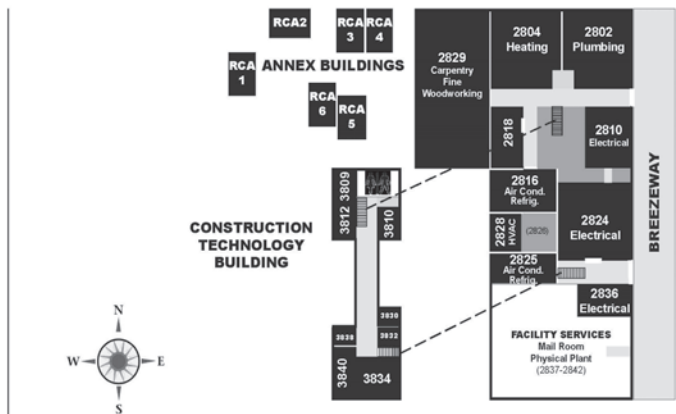 RCA2
RCA
3
RCA
4
RCA
1
ANNEX BUILDINGS
RCA
6
RCA
5
2829
Carpentry
Fine
Woodworking
2804
Heating
2802
Plumbing
2818
2810
Electrical
2816
Air Cond.
Refrig.
2828
HVAC
(2826)
2824
Electrical
2825
Air Cond.
Refrig.
2836
Electrical
BREEZEWAY
FACILITY SERVICES
Mail Room
Physical Plant
(2837-2842)
CONSTRUCTION
TECHNOLOGY
BUILDING
3809
3812
3810
3830
3832
3838
3840
3834
N
W
E
S